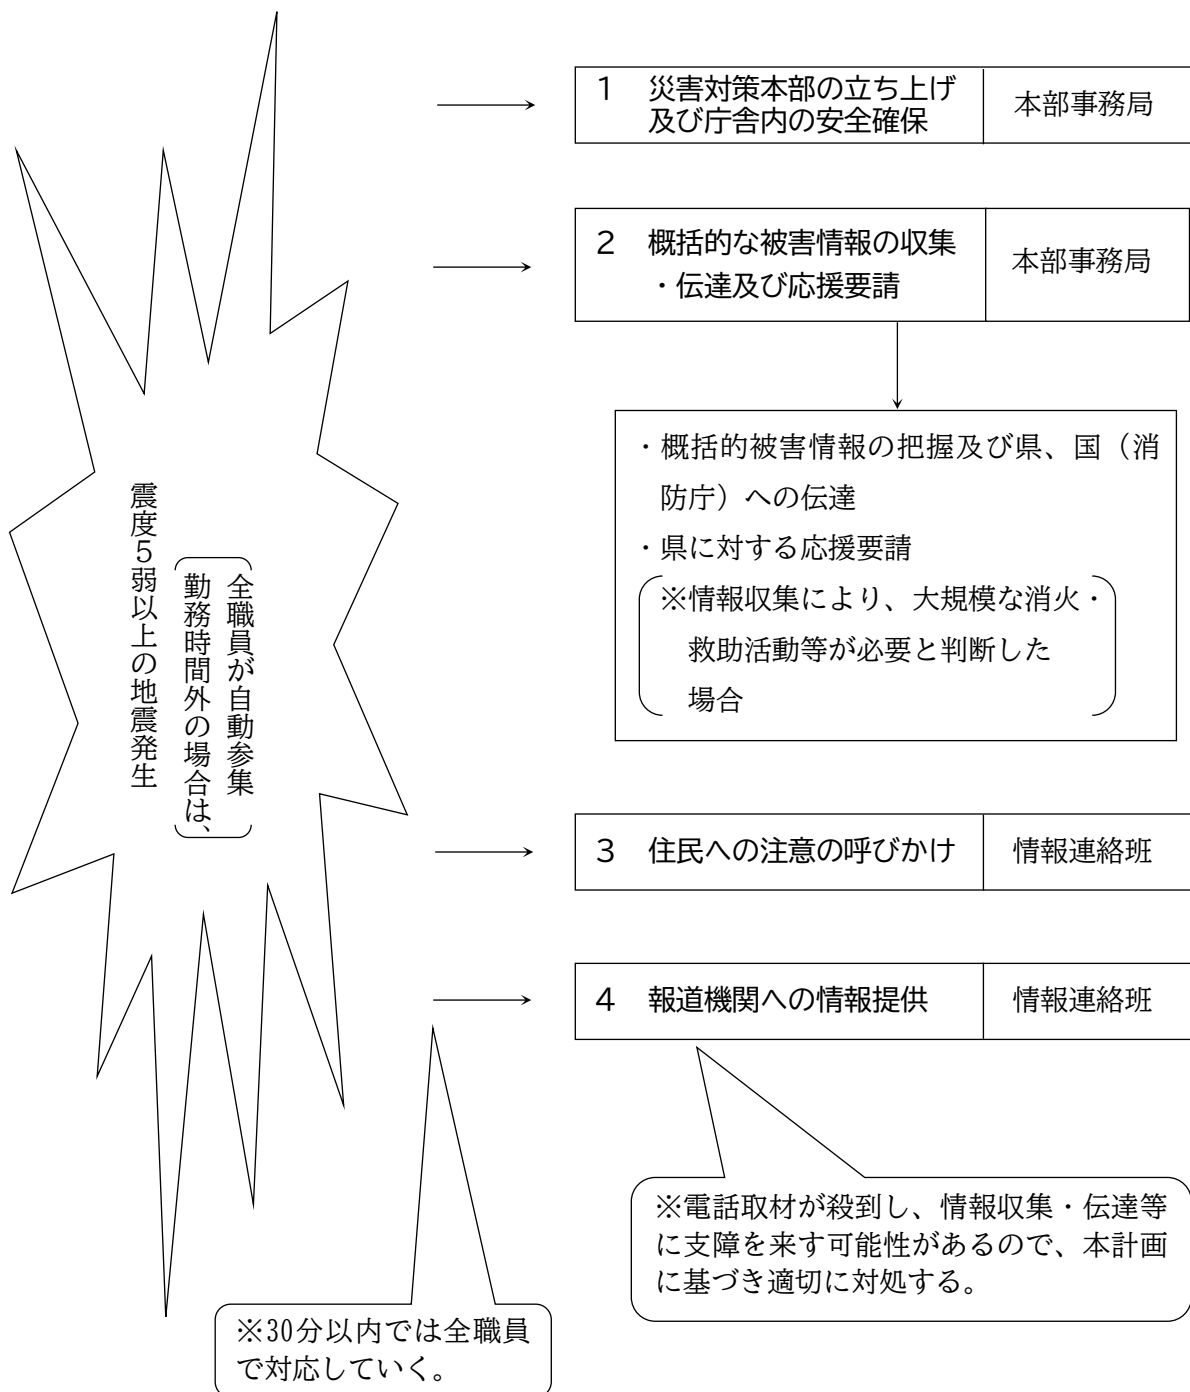 1 災害対策本部の立ち上げ
及び庁舎内の安全確保
本部事務局
2 概括的な被害情報の収集
・伝達及び応援要請
本部事務局
・概括的被害情報の把握及び県、国（消
防庁）への伝達
・県に対する応援要請
※情報収集により、大規模な消火・
救助活動等が必要と判断した
場合
震度５弱以上の地震発生
勤務時間外の場合は、
全職員が自動参集
3 住民への注意の呼びかけ
情報連絡班
4 報道機関への情報提供
情報連絡班
※電話取材が殺到し、情報収集・伝達等
に支障を来す可能性があるので、本計画
に基づき適切に対処する。
※30分以内では全職員
で対応していく。